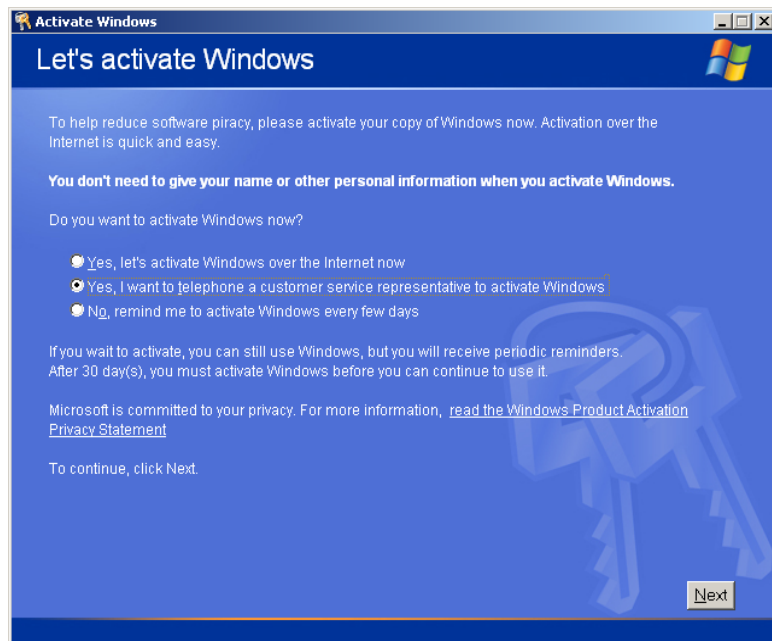 Activate Windows
Let's activate Windows
To help reduce software piracy, please activate your copy of Windows now. Activation over the
Internet is quick and easy.
You don't need to give your name or other personal information when you activate Windows.
Do you want to activate Windows now?
Yes, let's activate Windows over the Internet now
Yes, I want to telephone a customer service representative to activate Windows
No, remind me to activate Windows every few days
If you wait to activate, you can still use Windows, but you will receive periodic reminders.
After 30 day(s), you must activate Windows before you can continue to use it.
Microsoft is committed to your privacy. For more information, read the Windows Product Activation
Privacy Statement
To continue, click Next.
Next